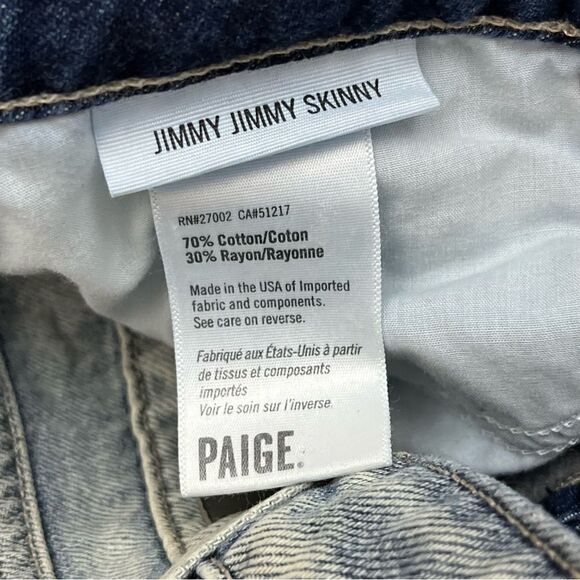 JIMMY JIMMY SKINNY
RN#27002 CA#51217
70% Cotton/Coton
30% Rayon/Rayonne
Made in the USA of Imported
fabric and components.
See care on reverse.
Fabriqué aux États-Unis à partir
de tissus et composants
importés
Voir le soin sur l'inverse.
PAIGE.